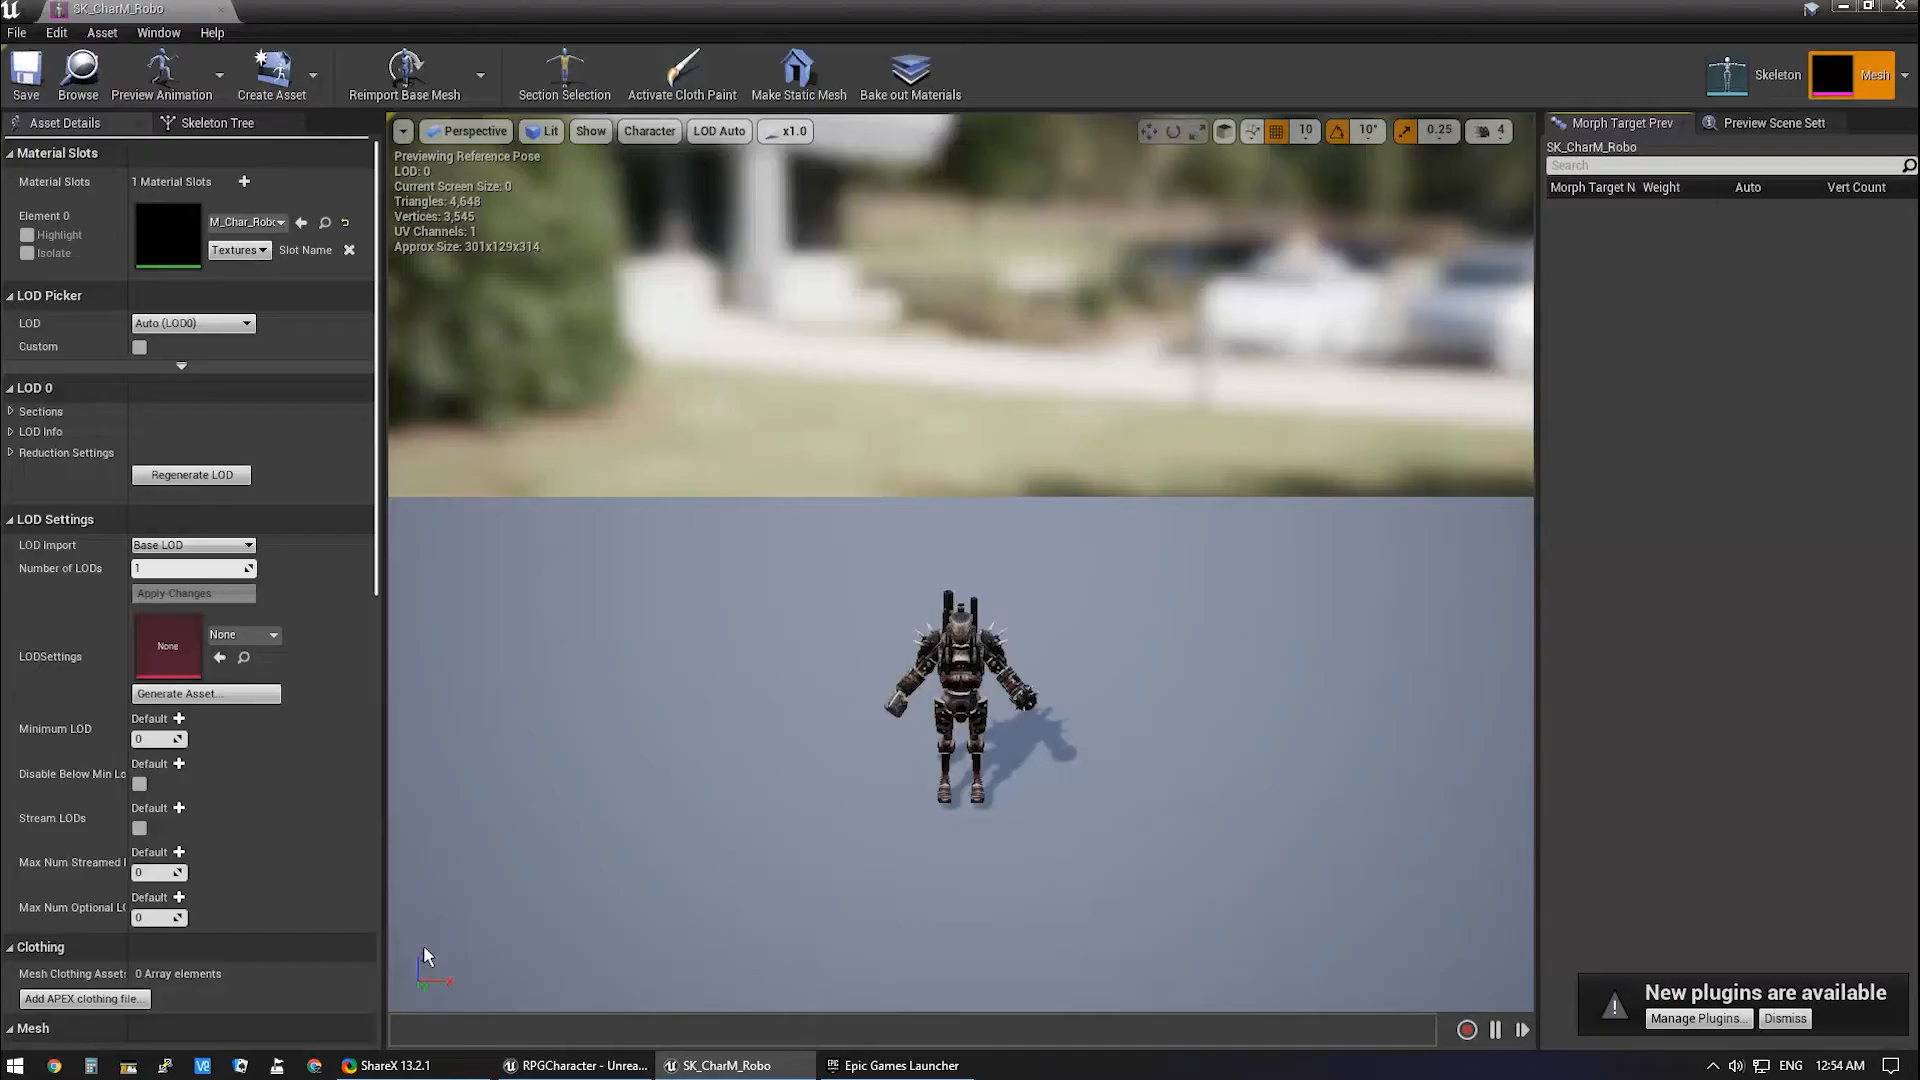 SK_CharM_Robo
File Edit Asset Window Help
Save Browse Preview Animation Create Asset Reimport Base Mesh Section Selection Activate Cloth Paint Make Static Mesh Bake out Materials Skeleton Mesh
Asset Details Skeleton Tree
Material Slots
Material Slots 1 Material Slots
Element 0
Highlight
Isolate
M_Char_Robo
Textures Slot Name
LOD Picker
LOD Auto (LOD0)
Custom
LOD 0
Sections
LOD Info
Reduction Settings
Regenerate LOD
LOD Settings
LOD Import Base LOD
Number of LODs 1
Apply Changes
LODSettings None None
Generate Asset...
Minimum LOD Default
0
Disable Below Min Lo Default
Stream LODs Default
Max Num Streamed Default
0
Max Num Optional LO Default
0
Clothing
Mesh Clothing Assets 0 Array elements
Add APEX clothing file...
Mesh
Perspective Lit Show Character LOD Auto x1.0 10 10° 0.25 4
Previewing Reference Pose
LOD: 0
Current Screen Size: 0
Triangles: 4,648
Vertices: 3,545
UV Channels: 1
Approx Size: 301x129x314
X
Morph Target Prev Preview Scene Sett
SK_CharM_Robo
Search
Morph Target N Weight Auto Vert Count
New plugins are available
Manage Plugins... Dismiss
ShareX 13.2.1 RPGCharacter - Unrea... SK_CharM_Robo Epic Games Launcher ENG 12:54 AM